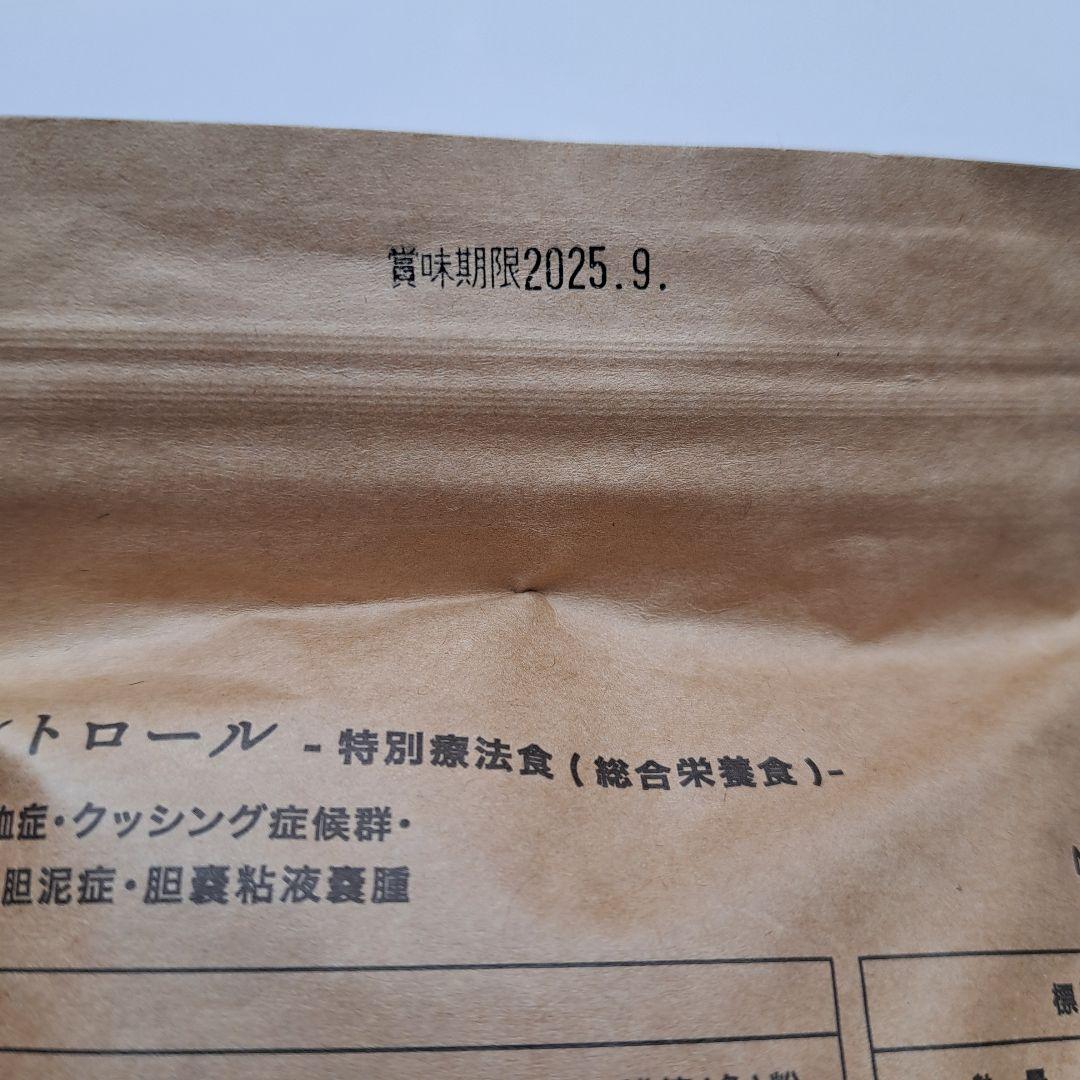 賞味期限2025.9.
トロール -特別療法食(総合栄養食)-
血症・クッシング症候群・
胆泥症・胆嚢粘液嚢腫
標